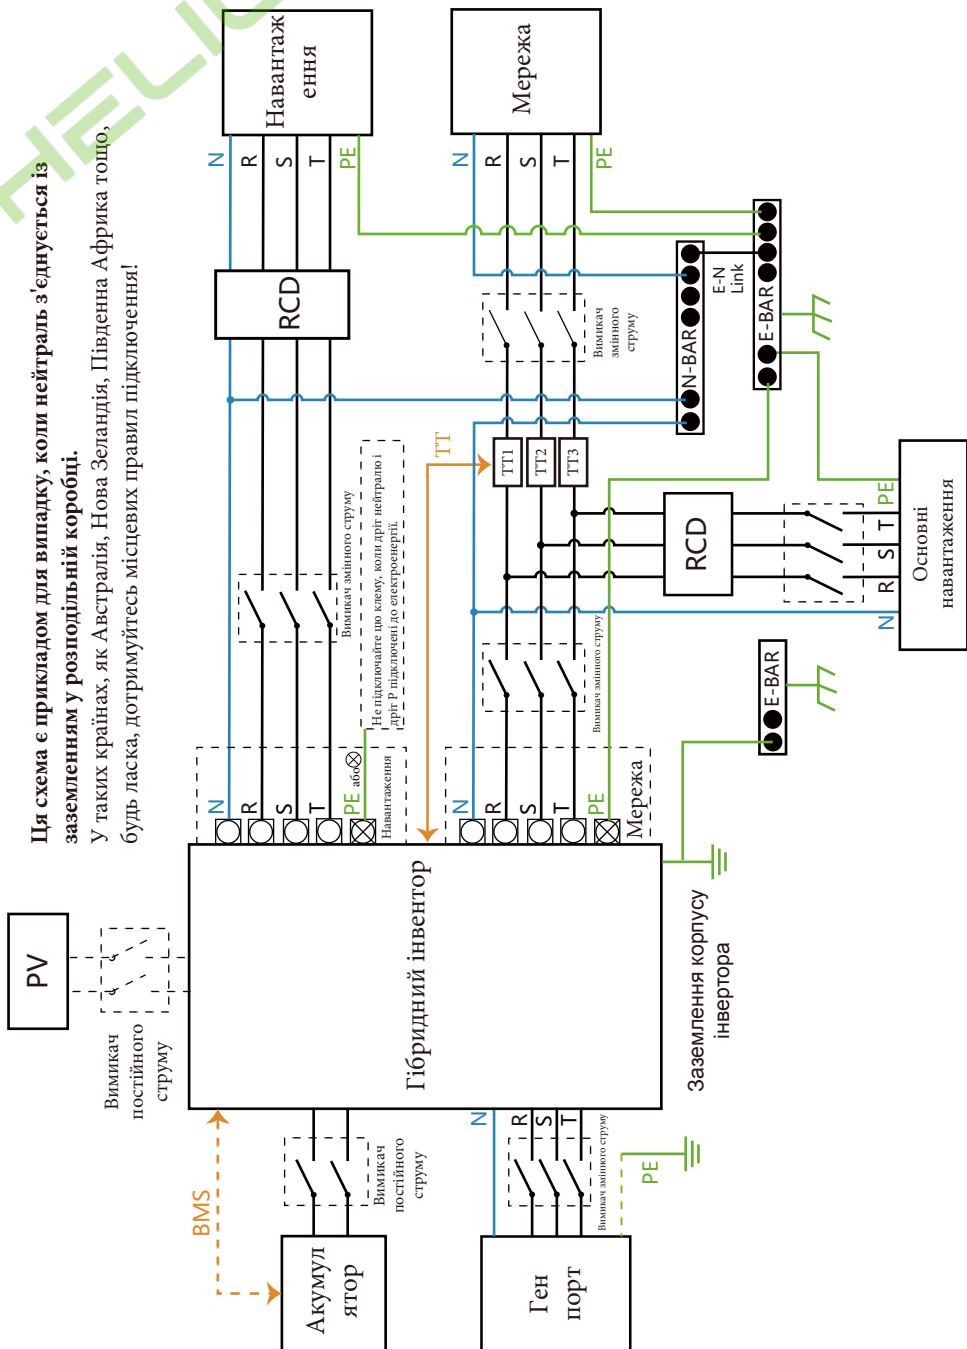 HELIU
Ця схема є прикладом для випадку, коли нейтраль з'єднується із
заземленням у розподільній коробці.
У таких країнах, як Австралія, Нова Зеландія, Південна Африка тощо,
будь ласка, дотримуйтесь місцевих правил підключення!
PV
Вимикач
постійного
струму
BMS
Акумул
ятор
Вимикач
постійного
струму
Гібридний інвентор
N
R
S
T
PE
або
Навантаження
Не підключайте цю клему, коли дріт нейтралю і
дріт P підключені до електроенергії.
Вимикач змінного струму
RCD
N
R
S
T
PE
Навантаж
ення
TT
N
R
S
T
PE
Мережа
Вимикач змінного струму
TT1
TT2
TT3
Вимикач
змінного
струму
N
R
S
T
PE
Мережа
N-BAR
E-N
Link
E-BAR
RCD
N
R
S
T
PE
Основні
навантаження
E-BAR
Заземлення корпусу
інвертора
Ген
порт
N
R
S
T
Вимикач змінного струму
PE